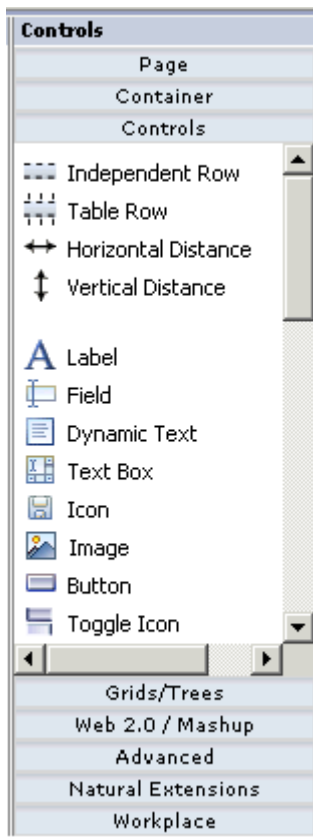 Controls
Page
Container
Controls
Independent Row
Table Row
Horizontal Distance
Vertical Distance
Label
Field
Dynamic Text
Text Box
Icon
Image
Button
Toggle Icon
Grids/Trees
Web 2.0 / Mashup
Advanced
Natural Extensions
Workplace